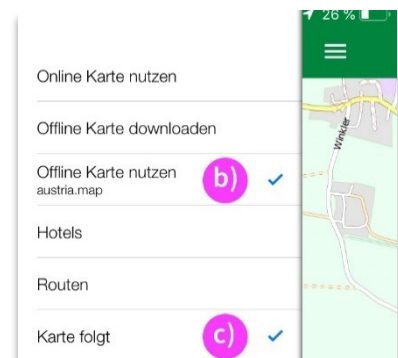 26 %
Online Karte nutzen
Offline Karte downloaden
Offline Karte nutzen
austria.map
b)
Hotels
Routen
Karte folgt
c)
Winkler